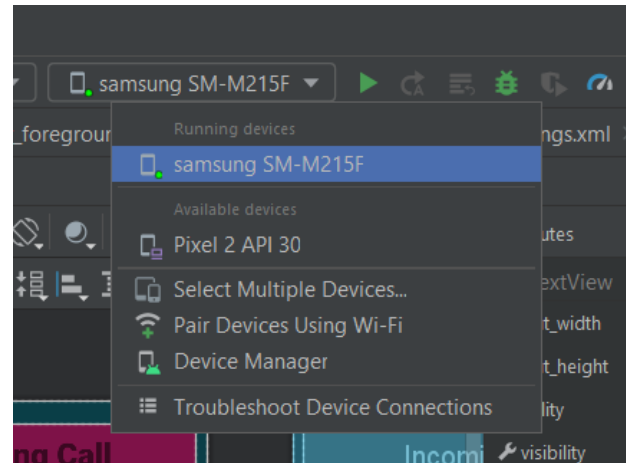 samsung SM-M215F
_foregrour
Running devices
ngs.xml
samsung SM-M215F
Available devices
utes
Pixel 2 API 30
extView
Select Multiple Devices...
t_width
Pair Devices Using Wi-Fi
t_height
Device Manager
lity
Troubleshoot Device Connections
ng Call
Incomi
visibility